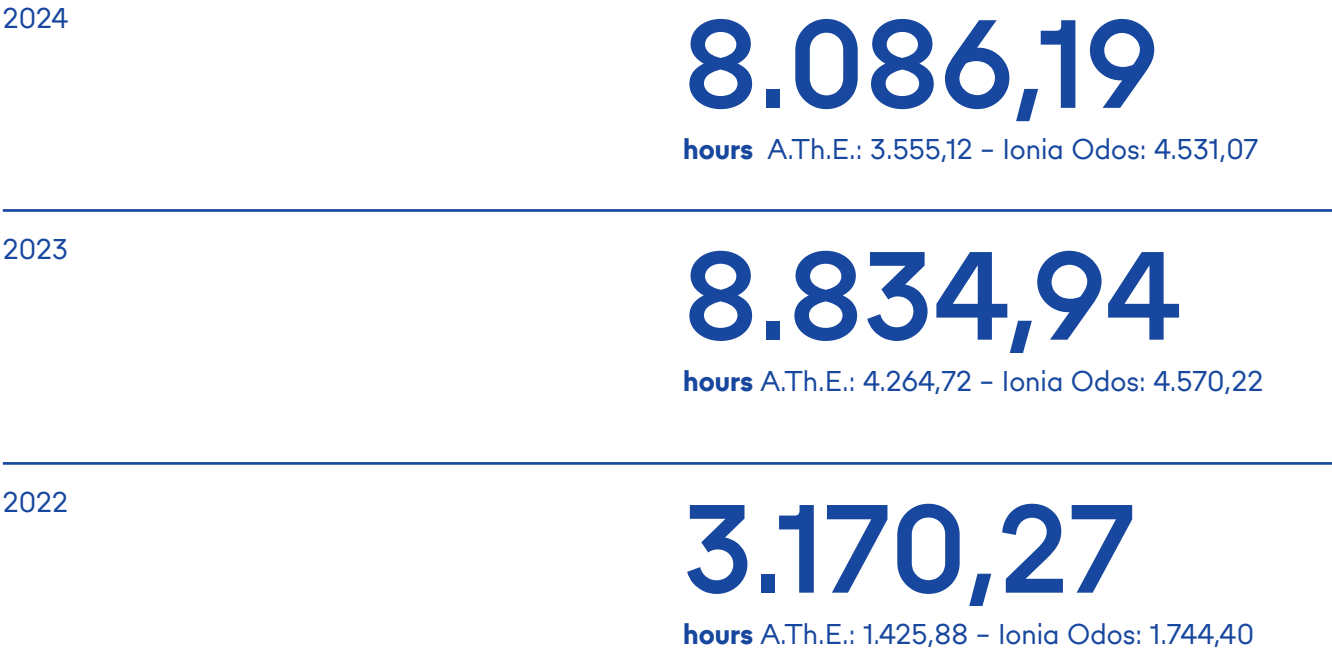 2024
8.086,19
hours A.Th.E.: 3.555,12 – Ionia Odos: 4.531,07
2023
8.834,94
hours A.Th.E.: 4.264,72 – Ionia Odos: 4.570,22
2022
3.170,27
hours A.Th.E.: 1.425,88 – Ionia Odos: 1.744,40